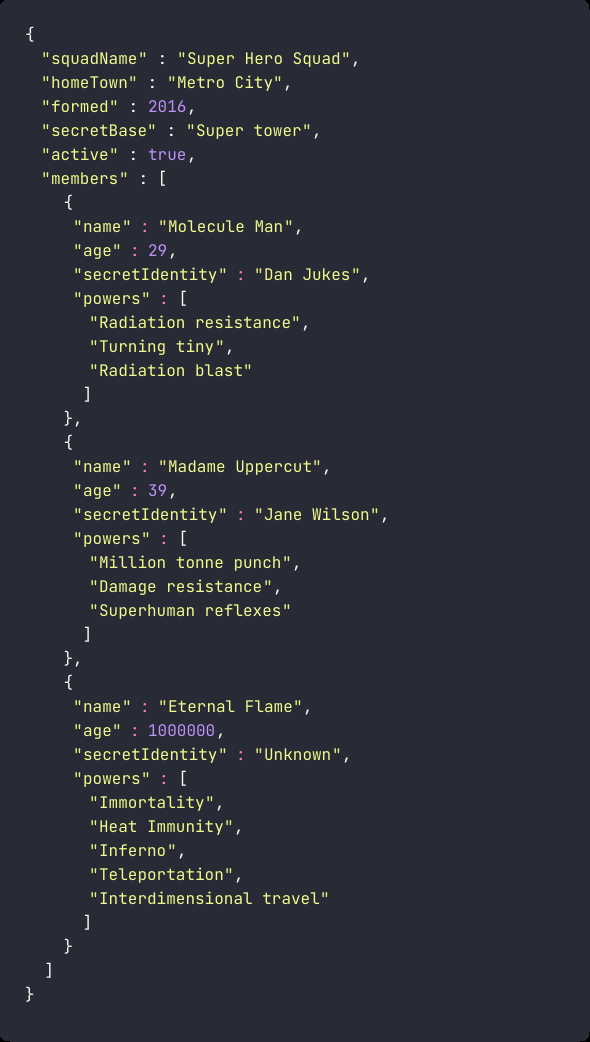 {
"squadName" : "Super Hero Squad",
"homeTown" : "Metro City",
"formed" : 2016,
"secretBase" : "Super tower",
"active" : true,
"members" : [
{
"name" : "Molecule Man",
"age" : 29,
"secretIdentity" : "Dan Jukes",
"powers" : [
"Radiation resistance",
"Turning tiny",
"Radiation blast"
]
},
{
"name" : "Madame Uppercut",
"age" : 39,
"secretIdentity" : "Jane Wilson",
"powers" : [
"Million tonne punch",
"Damage resistance",
"Superhuman reflexes"
]
},
{
"name" : "Eternal Flame",
"age" : 1000000,
"secretIdentity" : "Unknown",
"powers" : [
"Immortality",
"Heat Immunity",
"Inferno",
"Teleportation",
"Interdimensional travel"
]
}
]
}